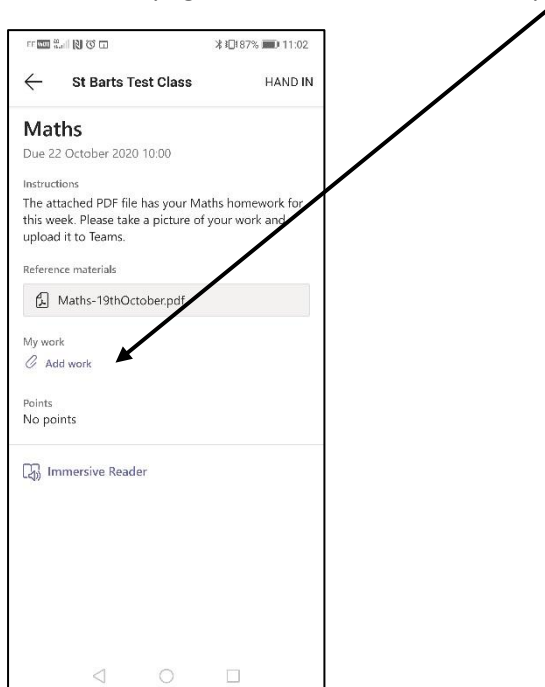 87% 11:02
St Barts Test Class HAND IN
Maths
Due 22 October 2020 10:00
Instructions
The attached PDF file has your Maths homework for
this week. Please take a picture of your work and
upload it to Teams.
Reference materials
Maths-19thOctober.pdf
My work
Add work
Points
No points
Immersive Reader